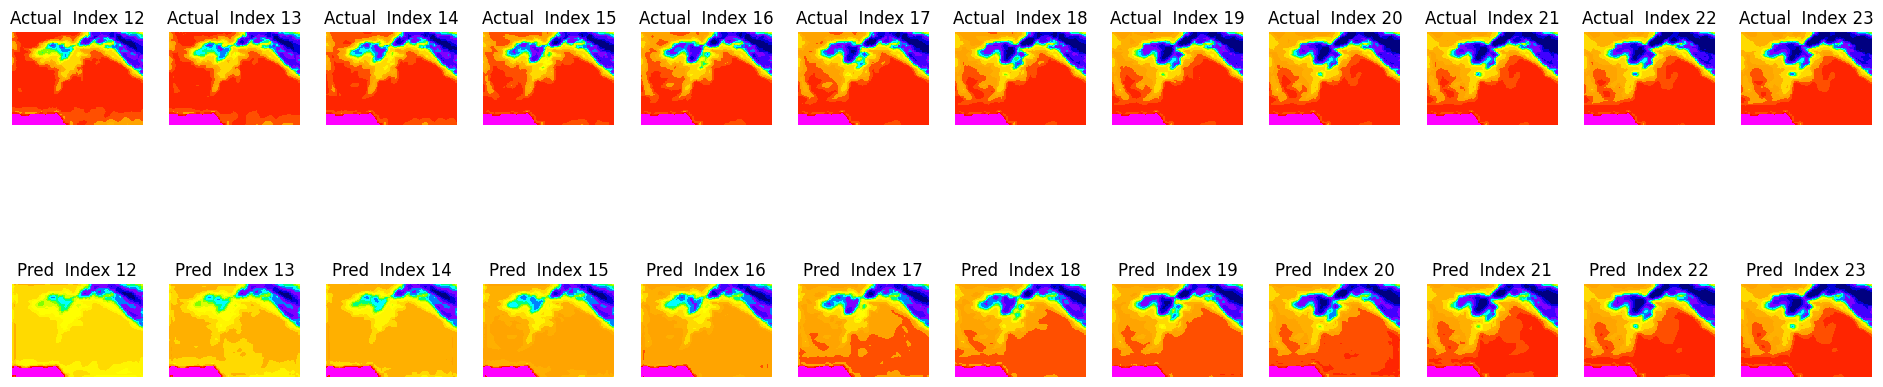 Actual  Index 12 Actual  Index 13 Actual  Index 14 Actual  Index 15 Actual  Index 16 Actual  Index 17 Actual  Index 18 Actual  Index 19 Actual  Index 20 Actual  Index 21 Actual  Index 22 Actual  Index 23
Pred  Index 12 Pred  Index 13 Pred  Index 14 Pred  Index 15 Pred  Index 16 Pred  Index 17 Pred  Index 18 Pred  Index 19 Pred  Index 20 Pred  Index 21 Pred  Index 22 Pred  Index 23